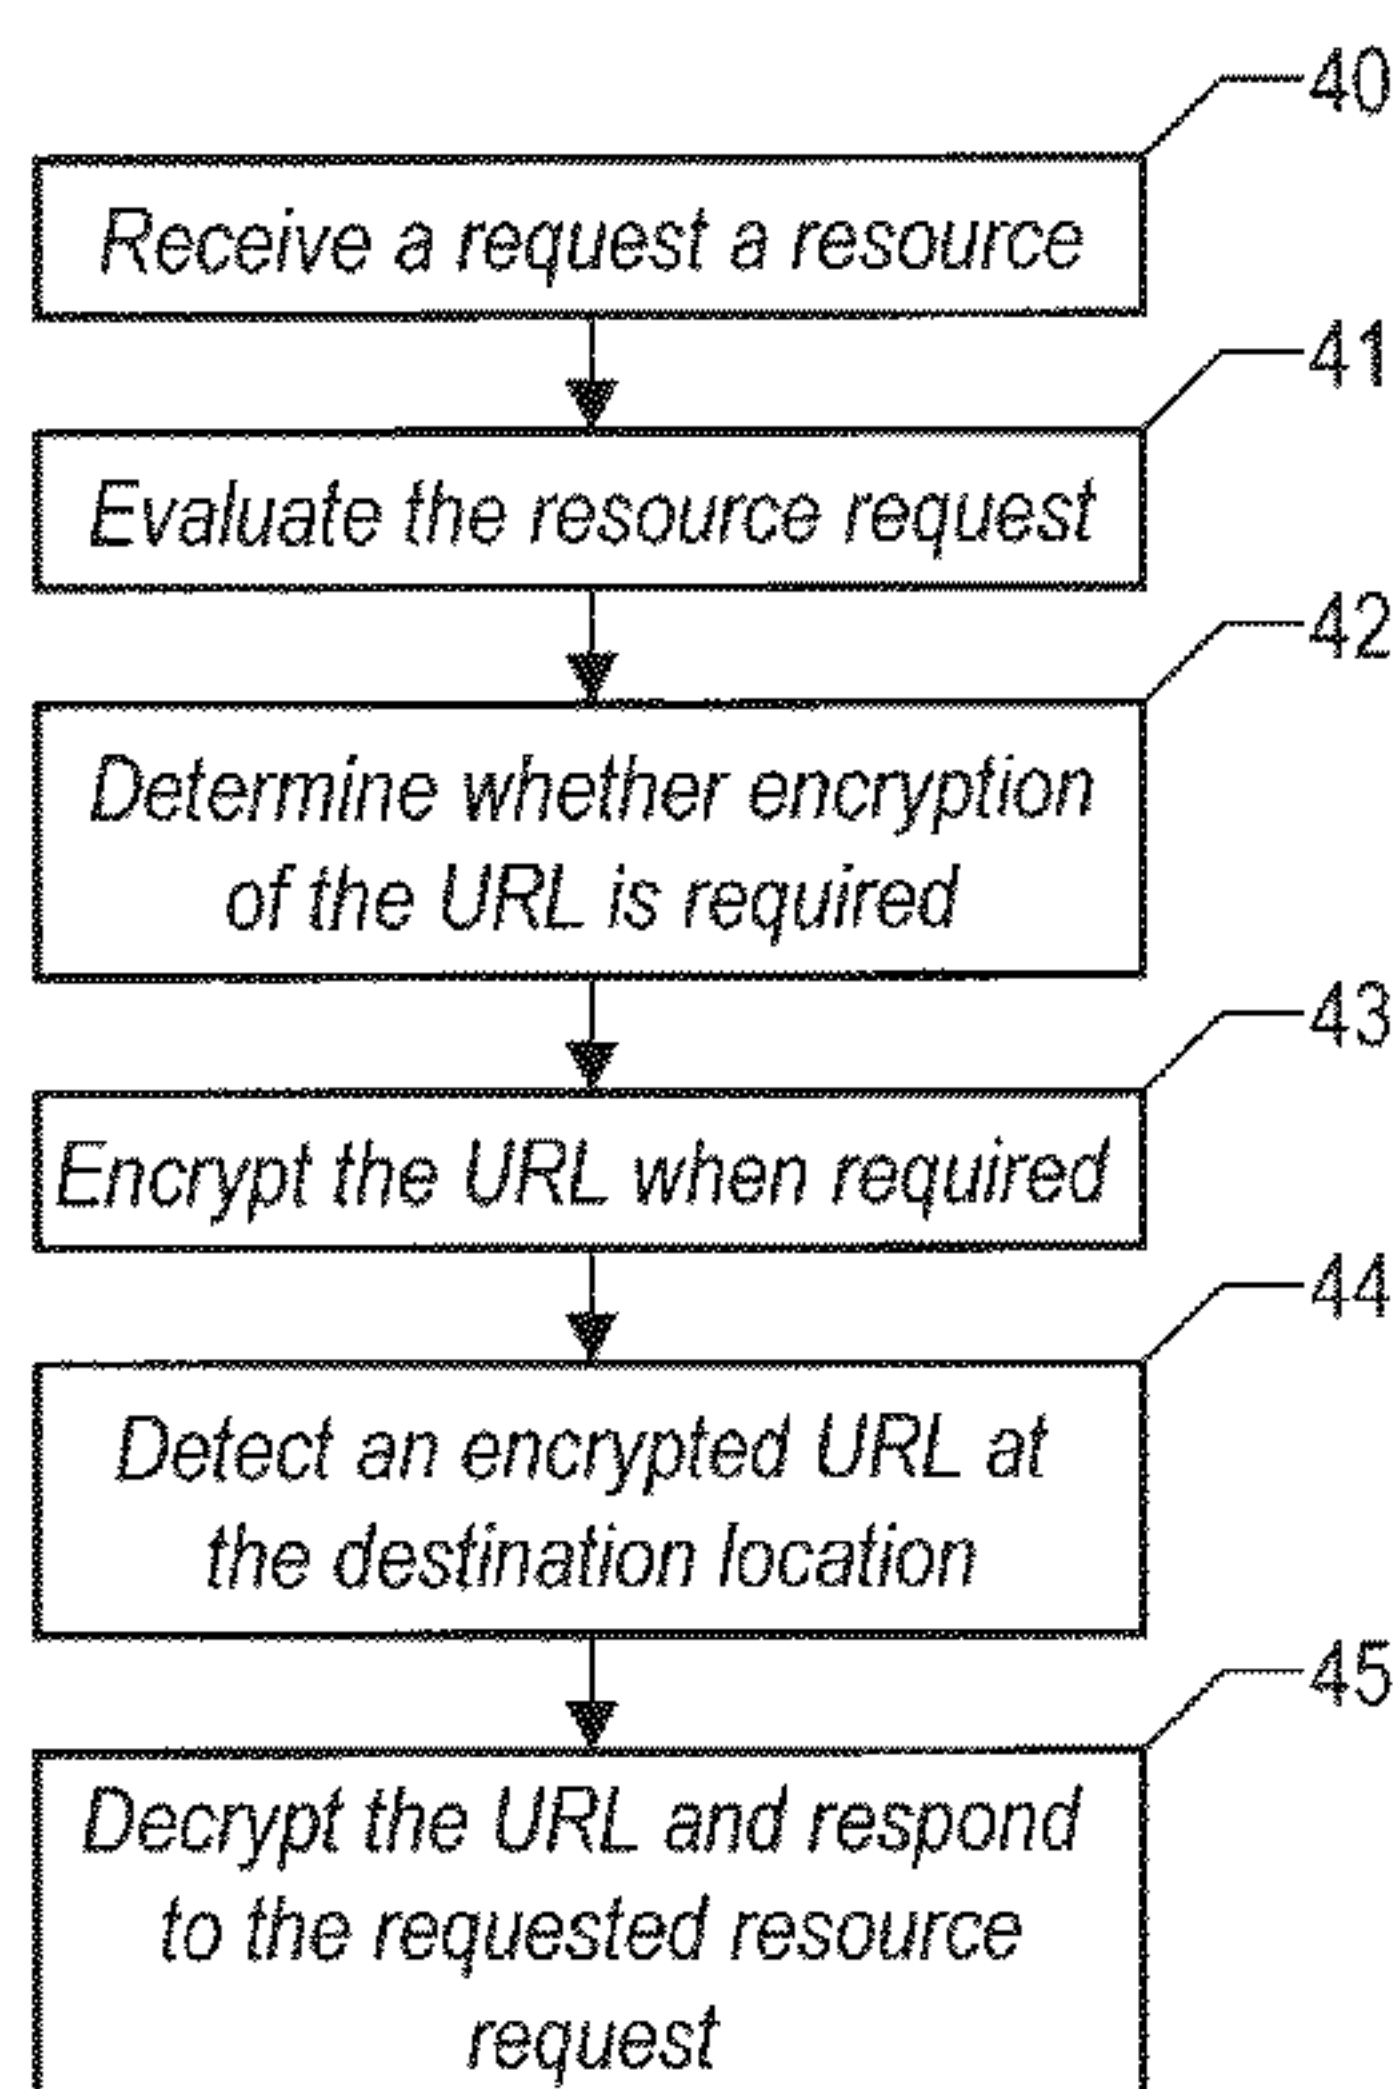 40
Receive a request a resource
41
Evaluate the resource request
42
Determine whether encryption
of the URL is required
43
Encrypt the URL when required
44
Detect an encrypted URL at
the destination location
45
Decrypt the URL and respond
to the requested resource
request